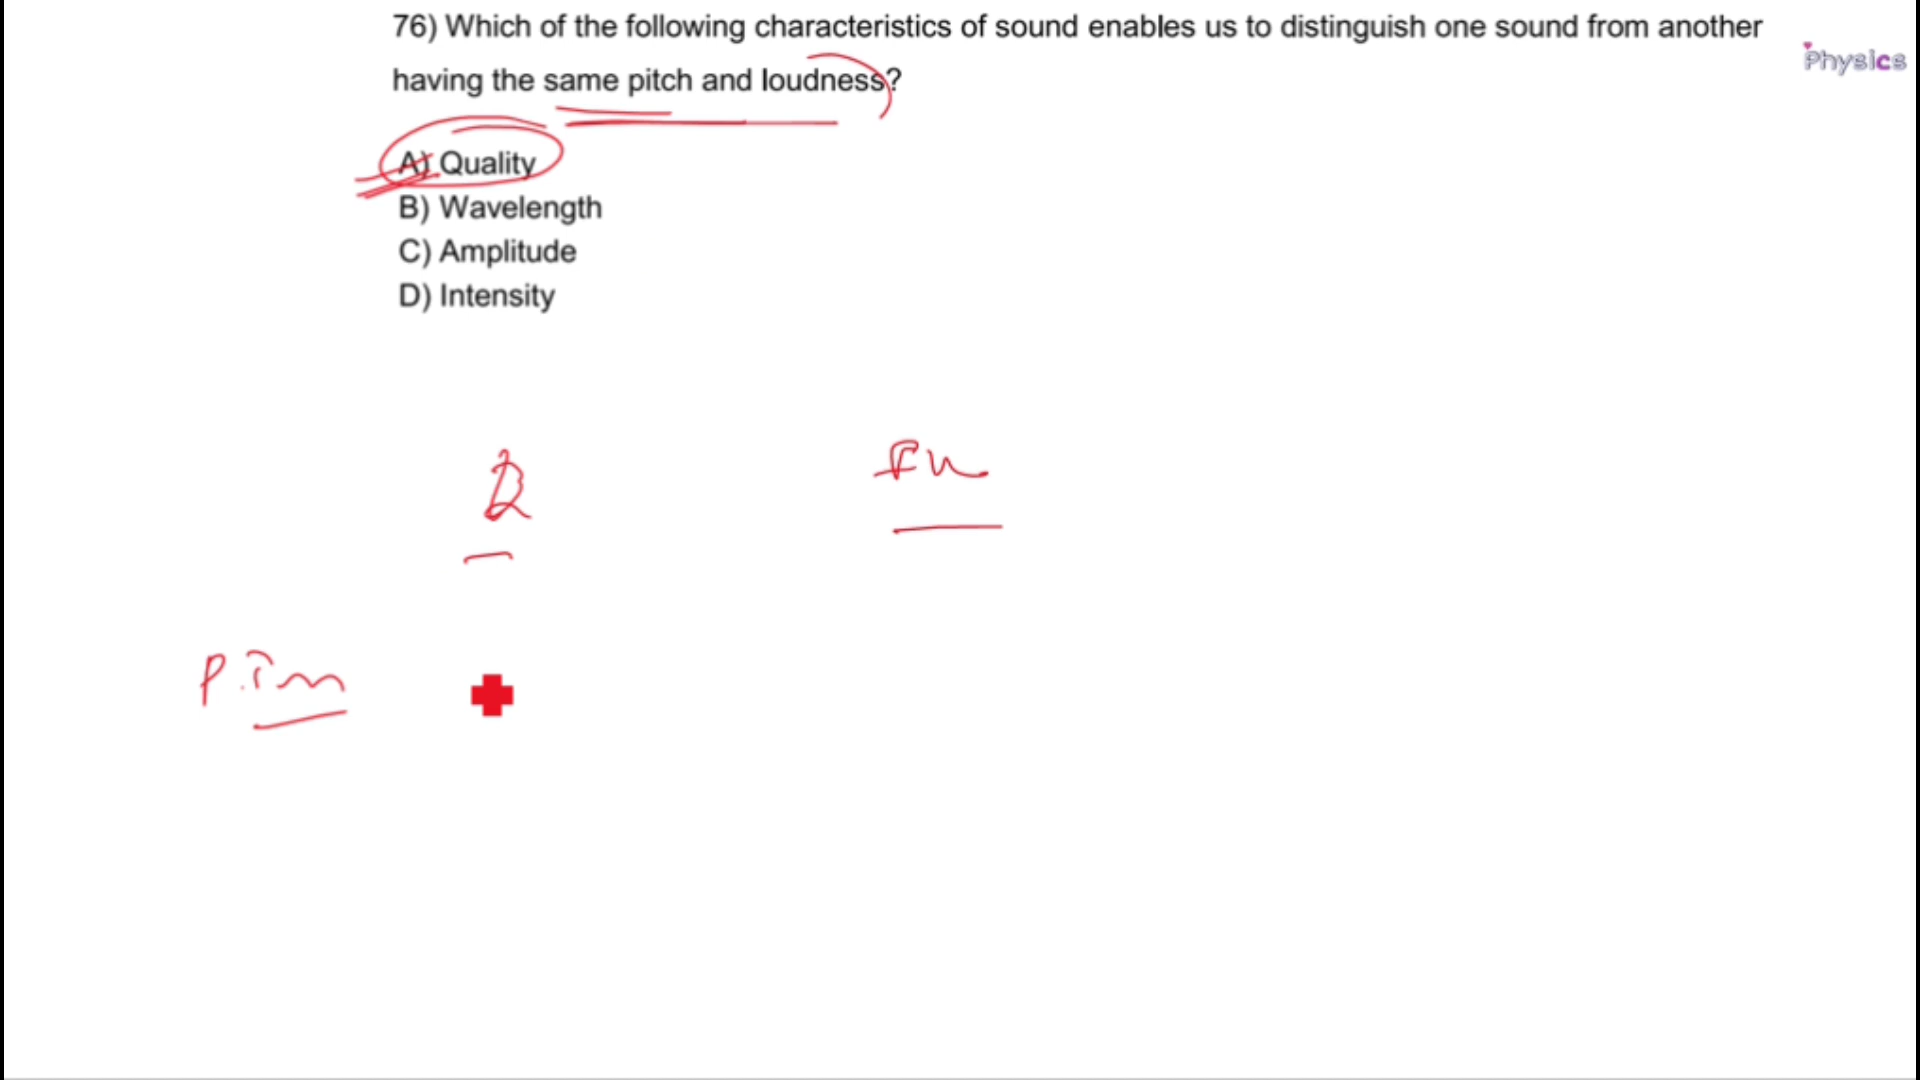 76) Which of the following characteristics of sound enables us to distinguish one sound from another
having the same pitch and loudness?
Physics
A) Quality
B) Wavelength
C) Amplitude
D) Intensity